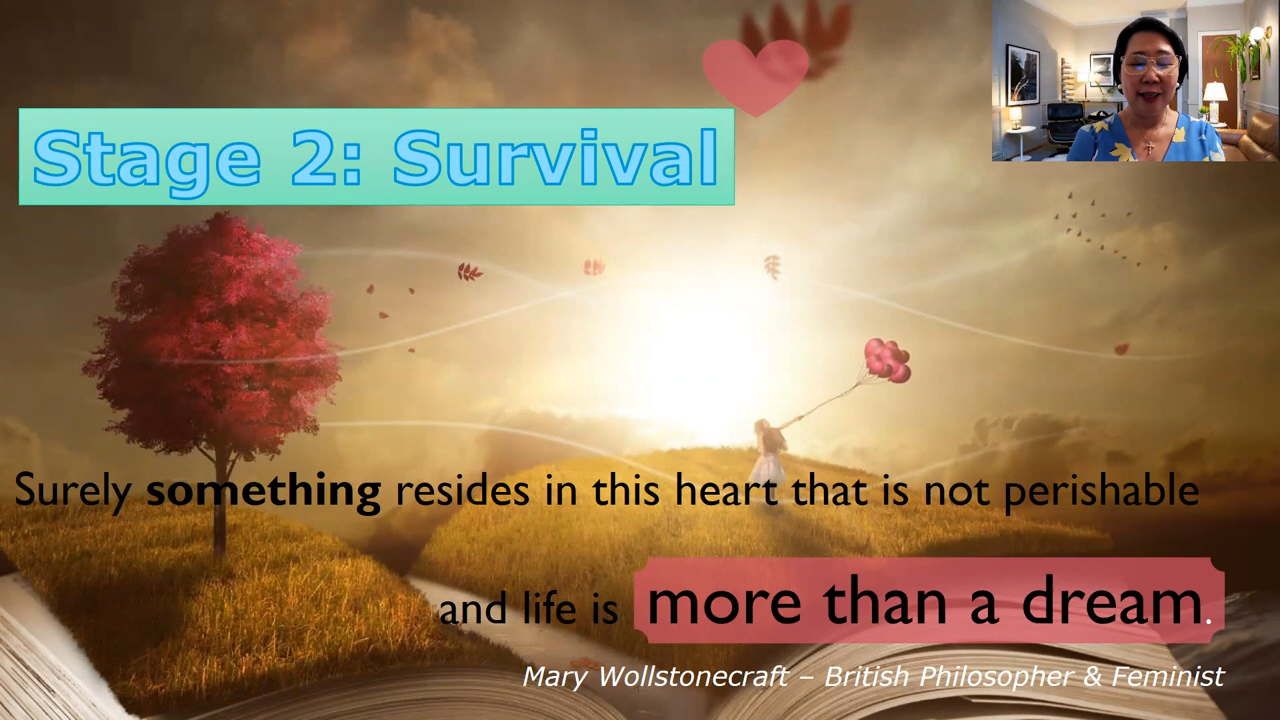 Stage 2: Survival
Surely something resides in this heart that is not perishable
and life is more than a dream.
Mary Wollstonecraft – British Philosopher & Feminist